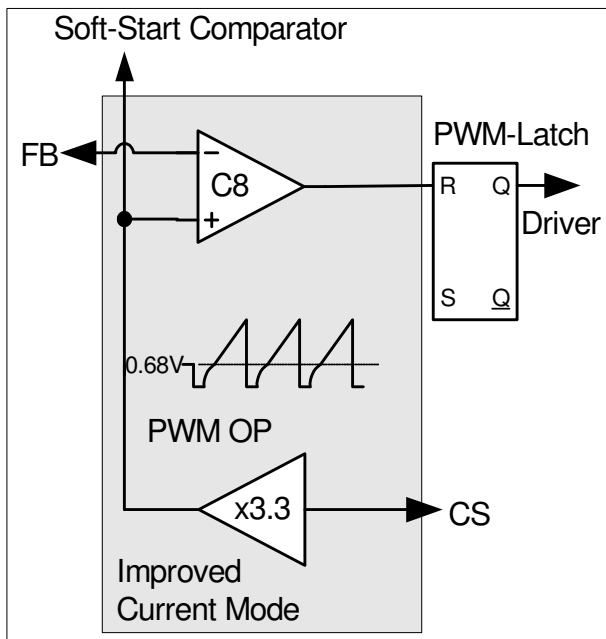 Soft-Start Comparator
FB
PWM-Latch
−
C8
+
R Q
Driver
S Q
0.68V
PWM OP
x3.3
CS
Improved
Current Mode